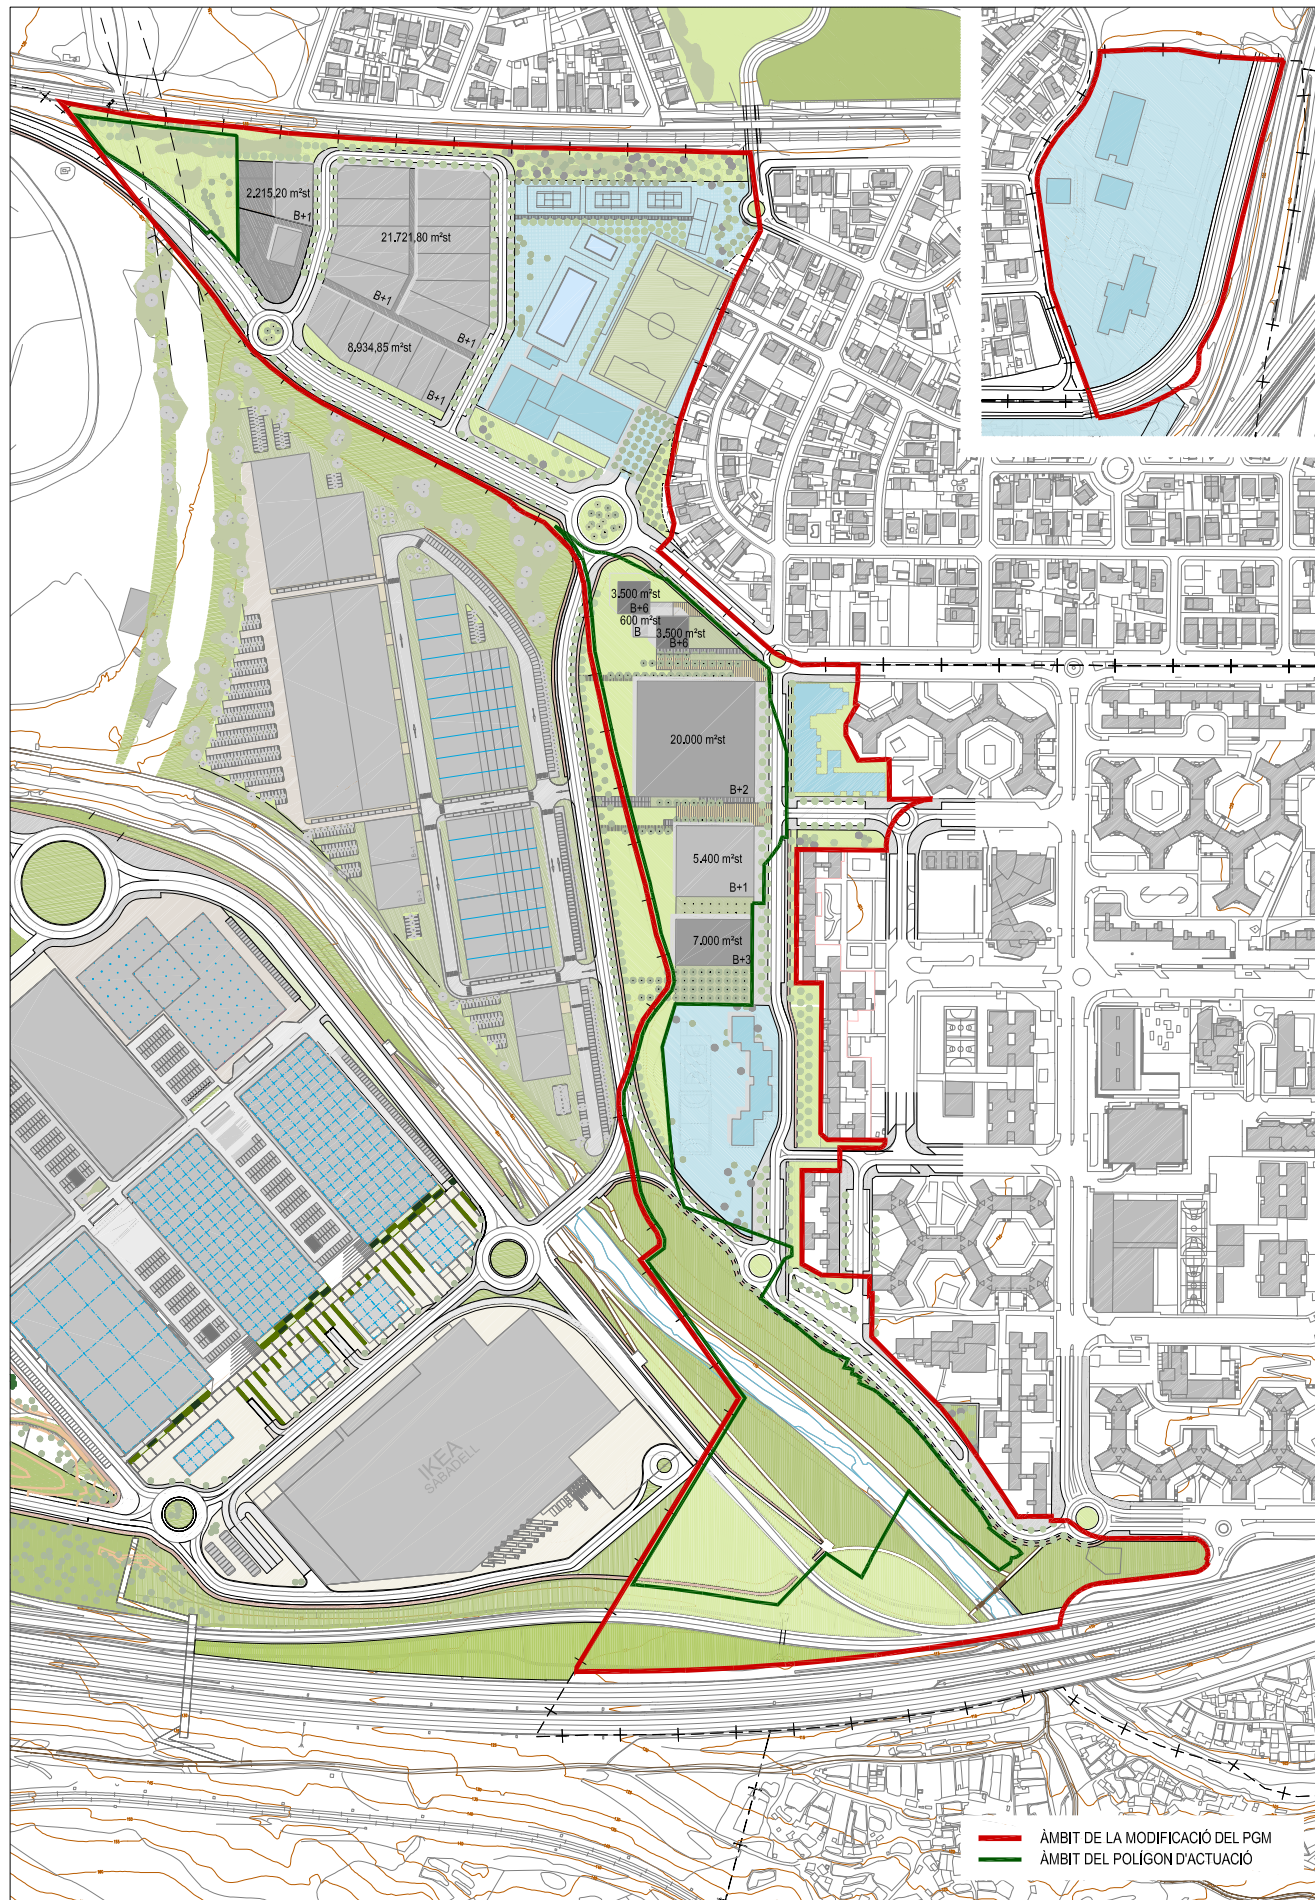 2.215,20 m²st
B+1
21.721,80 m²st
B+1
B+1
8.934,85 m²st
B+1
3.500 m²st
B+6
600 m²st
B
3.500 m²st
B+6
20.000 m²st
B+2
5.400 m²st
B+1
7.000 m²st
B+3
IKEA
SABADELL
ÀMBIT DE LA MODIFICACIÓ DEL PGM
ÀMBIT DEL POLÍGON D'ACTUACIÓ